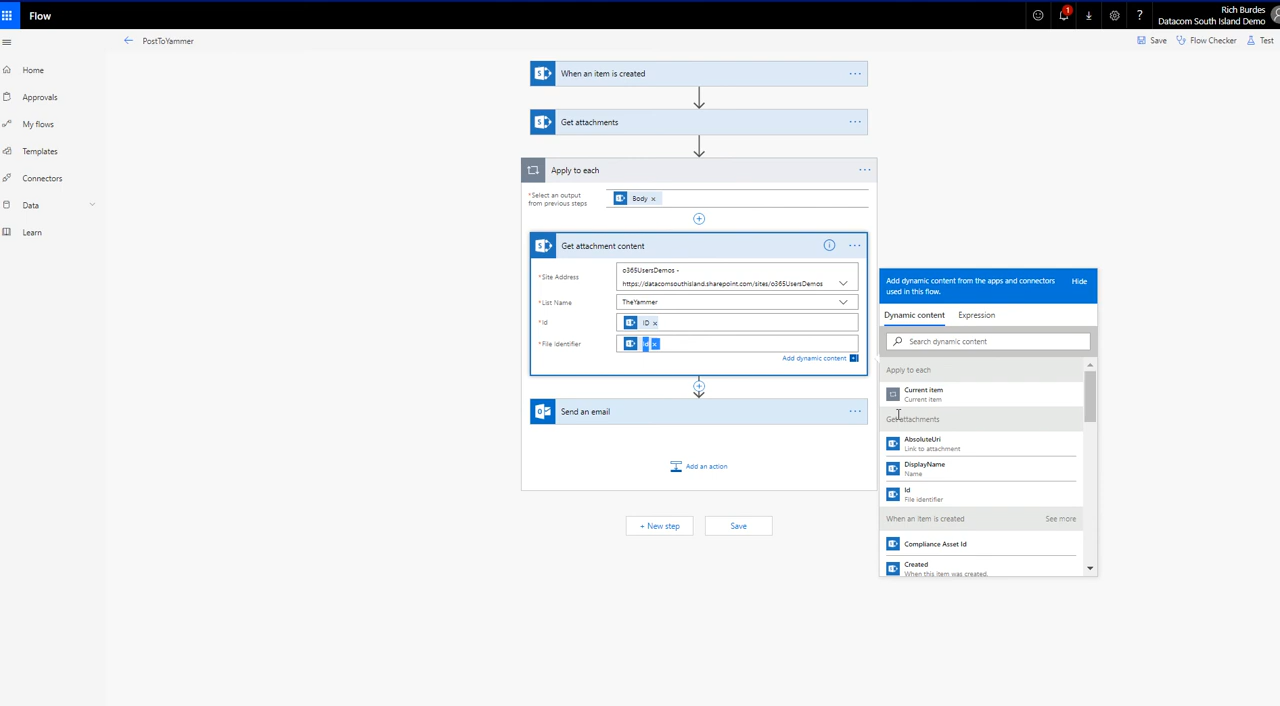 Flow
1
?
Rich Burdes
Datacom South Island Demo
PostToYammer
Save
Flow Checker
Test
Home
Approvals
My flows
Templates
Connectors
Data
Learn
When an item is created
...
Get attachments
...
Apply to each
...
*Select an output
from previous steps
Body x
Get attachment content
...
*Site Address
o365UsersDemos -
https://datacomsouthisland.sharepoint.com/sites/o365UsersDemos
*List Name
TheYammer
*Id
ID x
*File Identifier
Id x
Add dynamic content
Send an email
...
Add an action
+ New step
Save
Add dynamic content from the apps and connectors
used in this flow.
Hide
Dynamic content
Expression
Search dynamic content
Apply to each
Current item
Current item
Get attachments
AbsoluteUri
Link to attachment
DisplayName
Name
Id
File identifier
When an item is created
See more
Compliance Asset Id
Created
When this item was created.